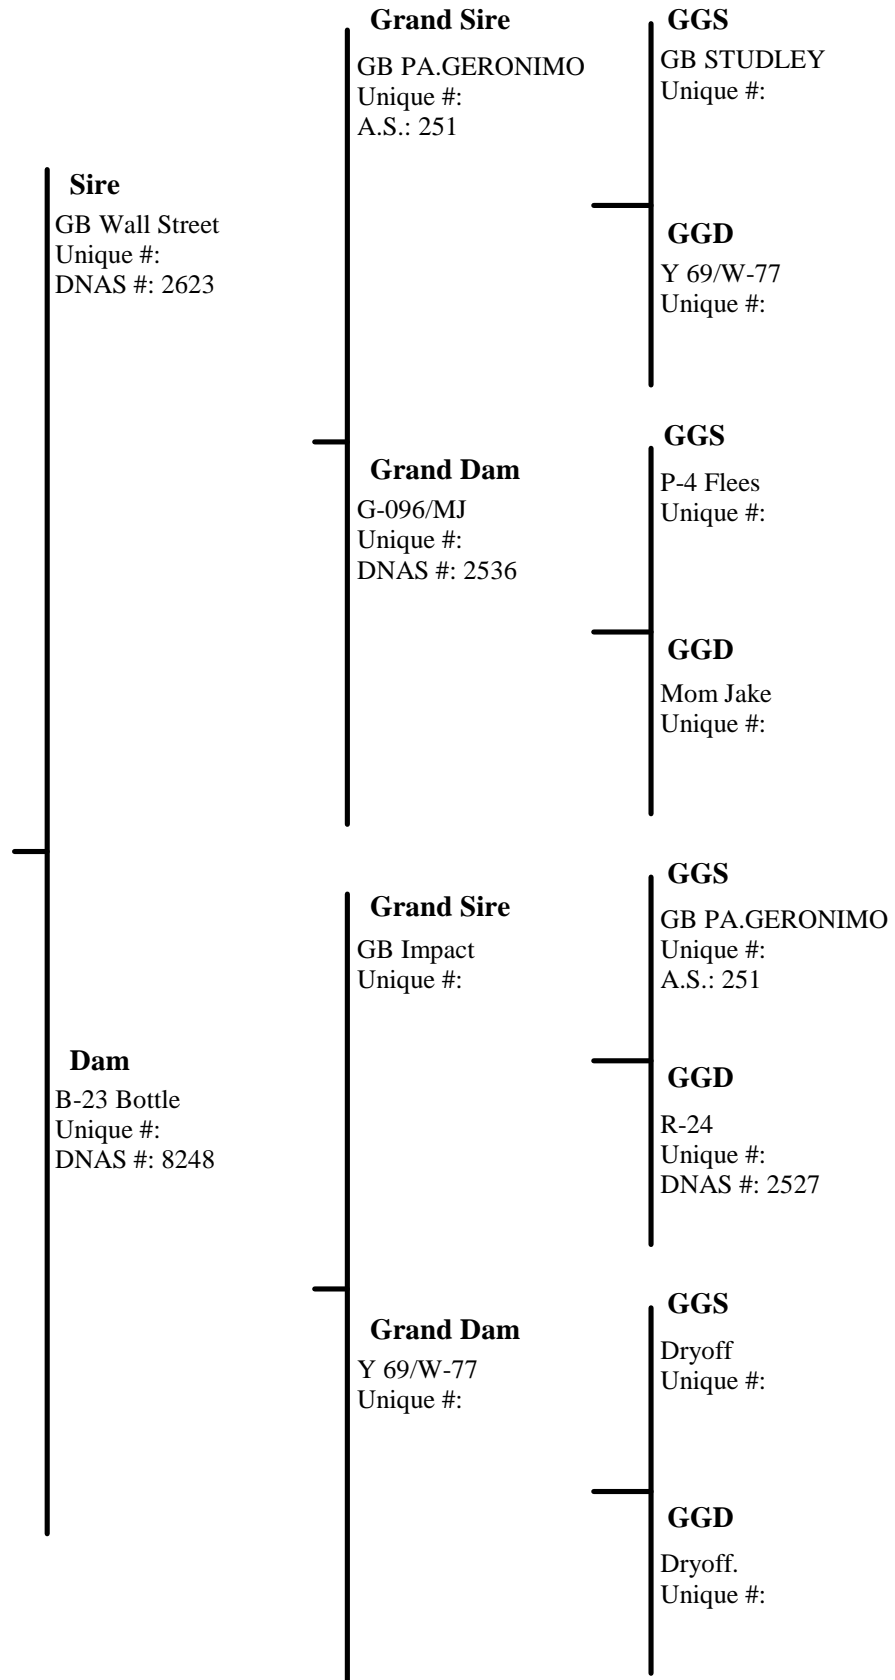 Sire
GB Wall Street
Unique #:
DNAS #: 2623
Dam
B-23 Bottle
Unique #:
DNAS #: 8248
Grand Sire
GB PA.GERONIMO
Unique #:
A.S.: 251
Grand Dam
G-096/MJ
Unique #:
DNAS #: 2536
Grand Sire
GB Impact
Unique #:
Grand Dam
Y 69/W-77
Unique #:
GGS
GB STUDLEY
Unique #:
GGD
Y 69/W-77
Unique #:
GGS
P-4 Flees
Unique #:
GGD
Mom Jake
Unique #:
GGS
GB PA.GERONIMO
Unique #:
A.S.: 251
GGD
R-24
Unique #:
DNAS #: 2527
GGS
Dryoff
Unique #:
GGD
Dryoff.
Unique #: